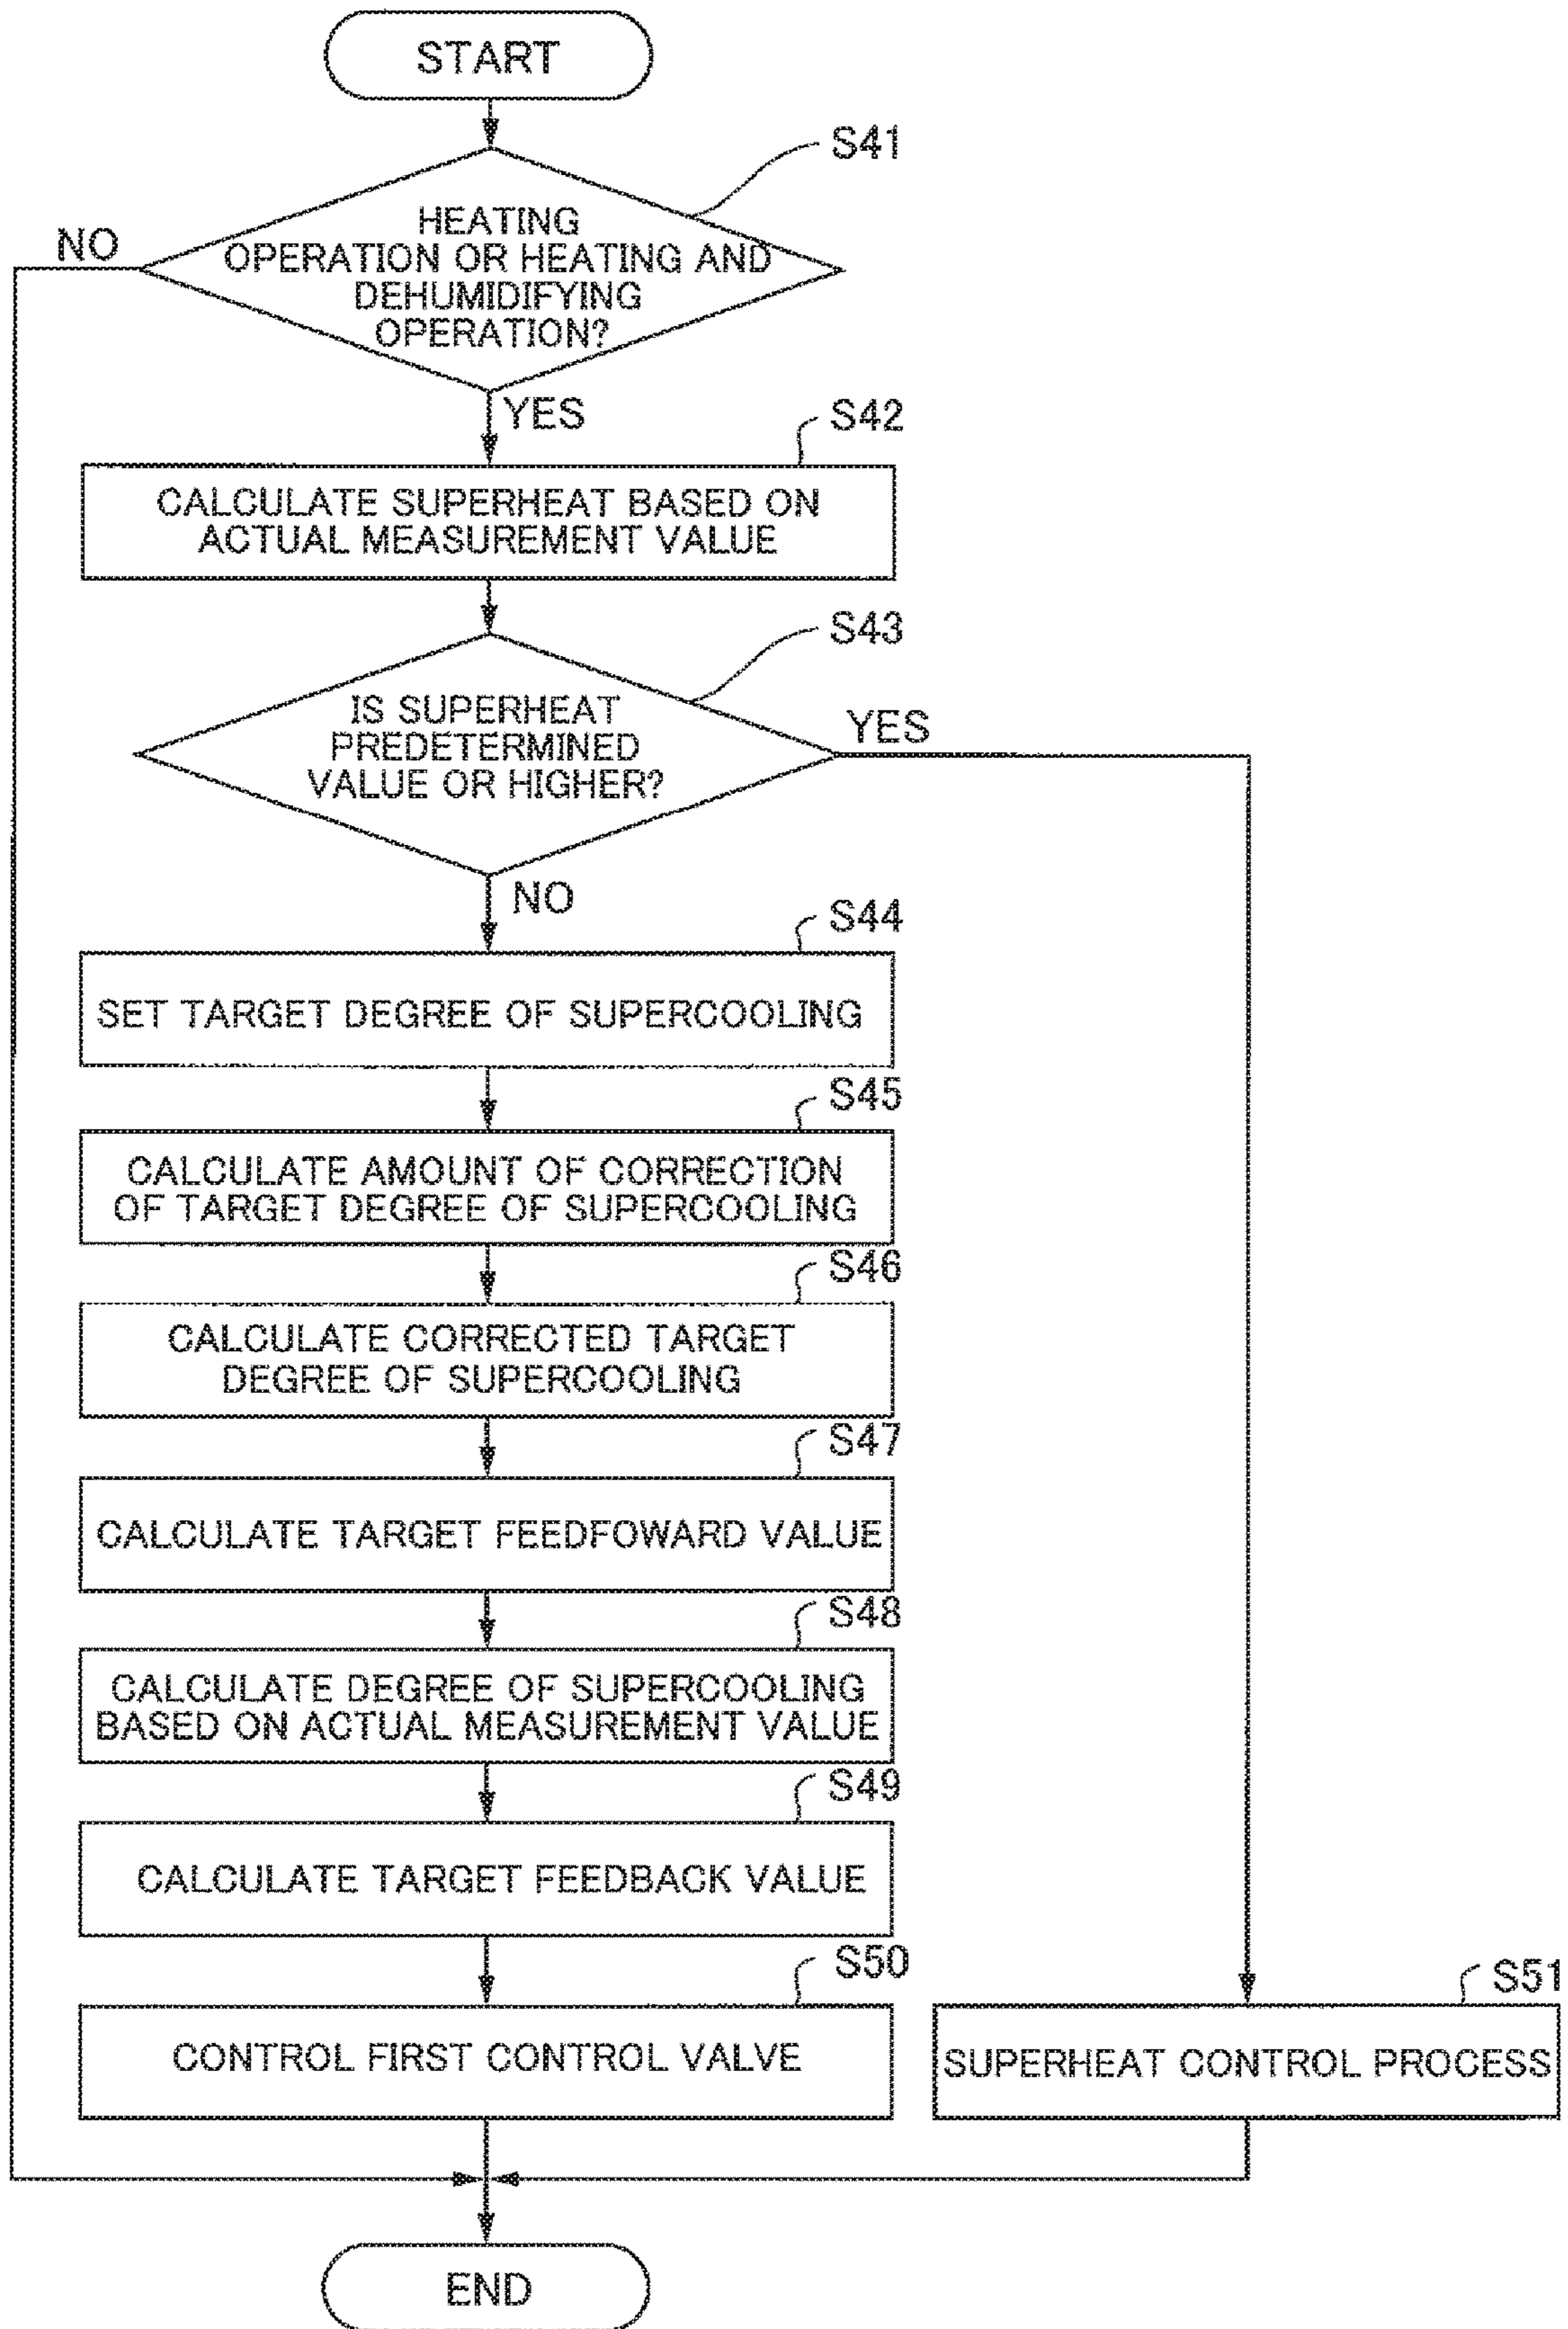 START
S41
NO
HEATING
OPERATION OR HEATING AND
DEHUMIDIFYING
OPERATION?
YES
S42
CALCULATE SUPERHEAT BASED ON
ACTUAL MEASUREMENT VALUE
S43
IS SUPERHEAT
PREDETERMINED
VALUE OR HIGHER?
YES
NO
S44
SET TARGET DEGREE OF SUPERCOOLING
S45
CALCULATE AMOUNT OF CORRECTION
OF TARGET DEGREE OF SUPERCOOLING
S46
CALCULATE CORRECTED TARGET
DEGREE OF SUPERCOOLING
S47
CALCULATE TARGET FEEDFOWARD VALUE
S48
CALCULATE DEGREE OF SUPERCOOLING
BASED ON ACTUAL MEASUREMENT VALUE
S49
CALCULATE TARGET FEEDBACK VALUE
S50
CONTROL FIRST CONTROL VALVE
S51
SUPERHEAT CONTROL PROCESS
END